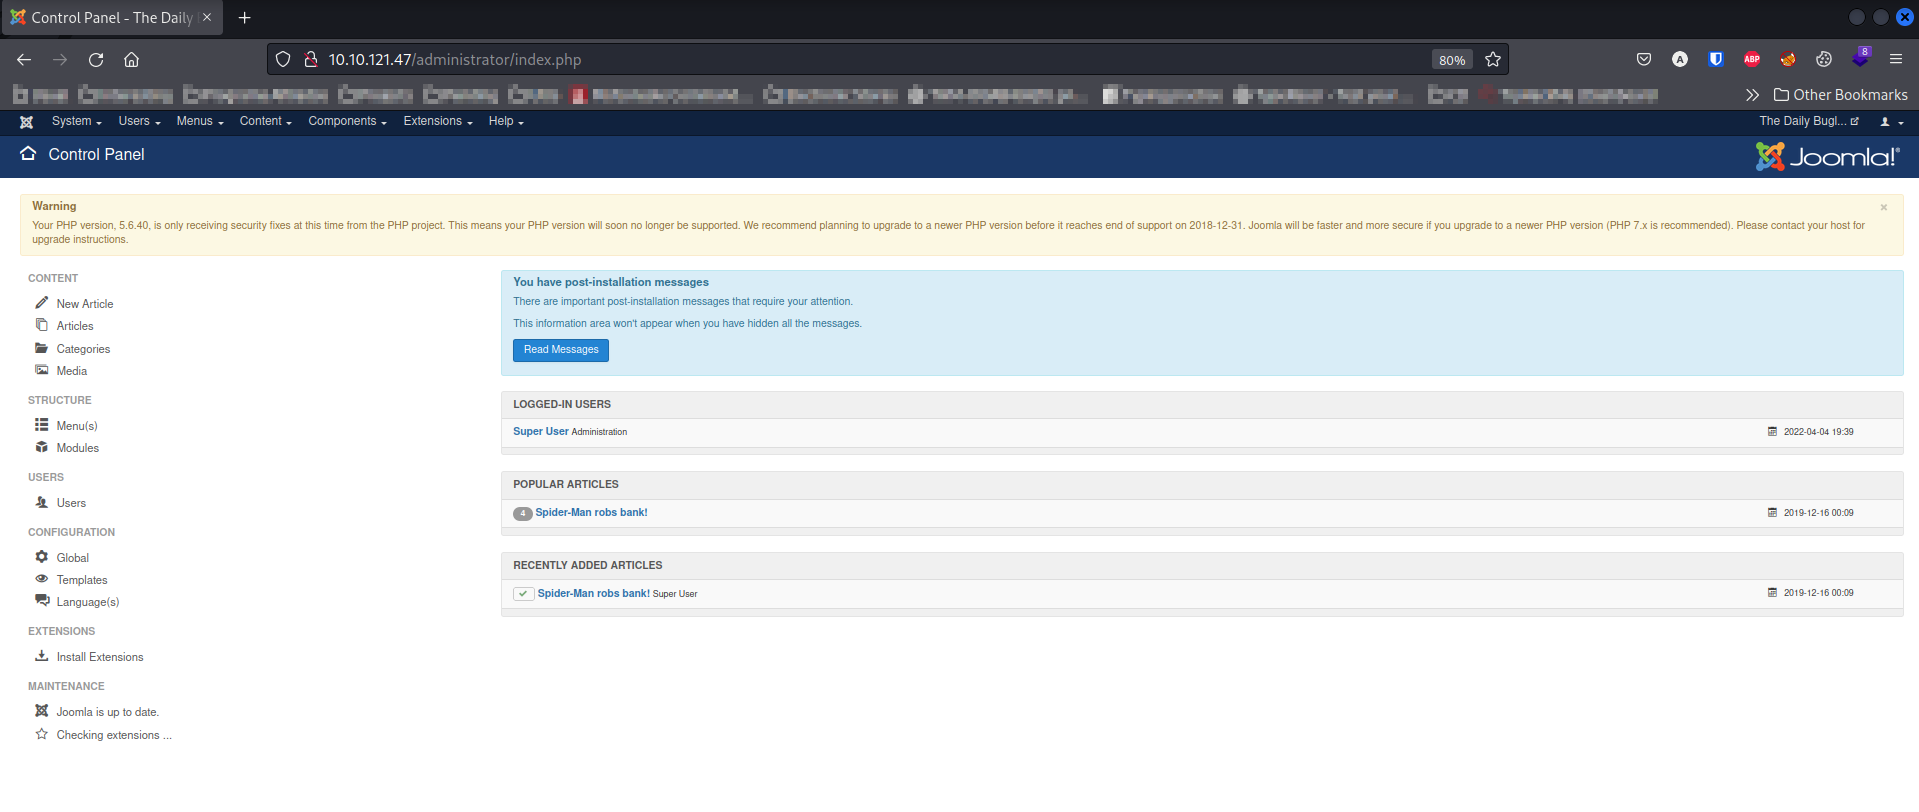 Control Panel - The Daily
10.10.121.47/administrator/index.php
80%
A
ABP
8
Other Bookmarks
System Users Menus Content Components Extensions Help
The Daily Bugl...
Control Panel
Joomla!®
Warning
Your PHP version, 5.6.40, is only receiving security fixes at this time from the PHP project. This means your PHP version will soon no longer be supported. We recommend planning to upgrade to a newer PHP version before it reaches end of support on 2018-12-31. Joomla will be faster and more secure if you upgrade to a newer PHP version (PHP 7.x is recommended). Please contact your host for
upgrade instructions.
CONTENT
New Article
Articles
Categories
Media
STRUCTURE
Menu(s)
Modules
USERS
Users
CONFIGURATION
Global
Templates
Language(s)
EXTENSIONS
Install Extensions
MAINTENANCE
Joomla is up to date.
Checking extensions ...
You have post-installation messages
There are important post-installation messages that require your attention.
This information area won't appear when you have hidden all the messages.
Read Messages
LOGGED-IN USERS
Super User Administration 2022-04-04 19:39
POPULAR ARTICLES
4 Spider-Man robs bank! 2019-12-16 00:09
RECENTLY ADDED ARTICLES
Spider-Man robs bank! Super User 2019-12-16 00:09